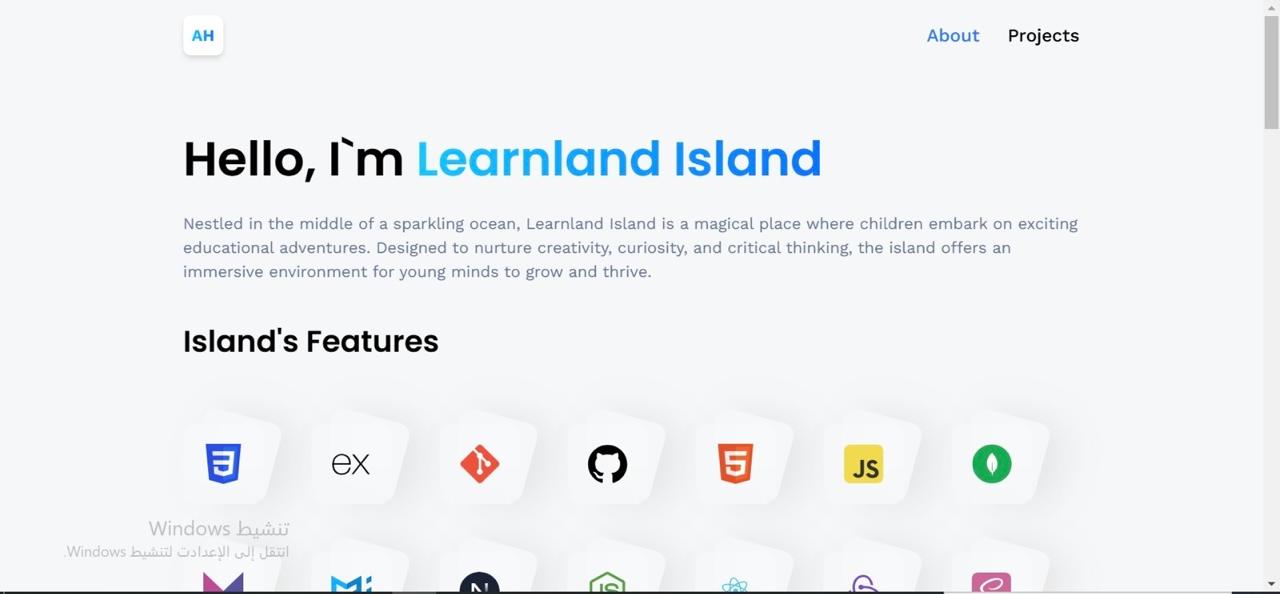 AH
About Projects
Hello, I`m Learnland Island
Nestled in the middle of a sparkling ocean, Learnland Island is a magical place where children embark on exciting
educational adventures. Designed to nurture creativity, curiosity, and critical thinking, the island offers an
immersive environment for young minds to grow and thrive.
Island's Features
ex
JS
تنشيط Windows
انتقل إلى الإعدادت لتنشيط Windows.